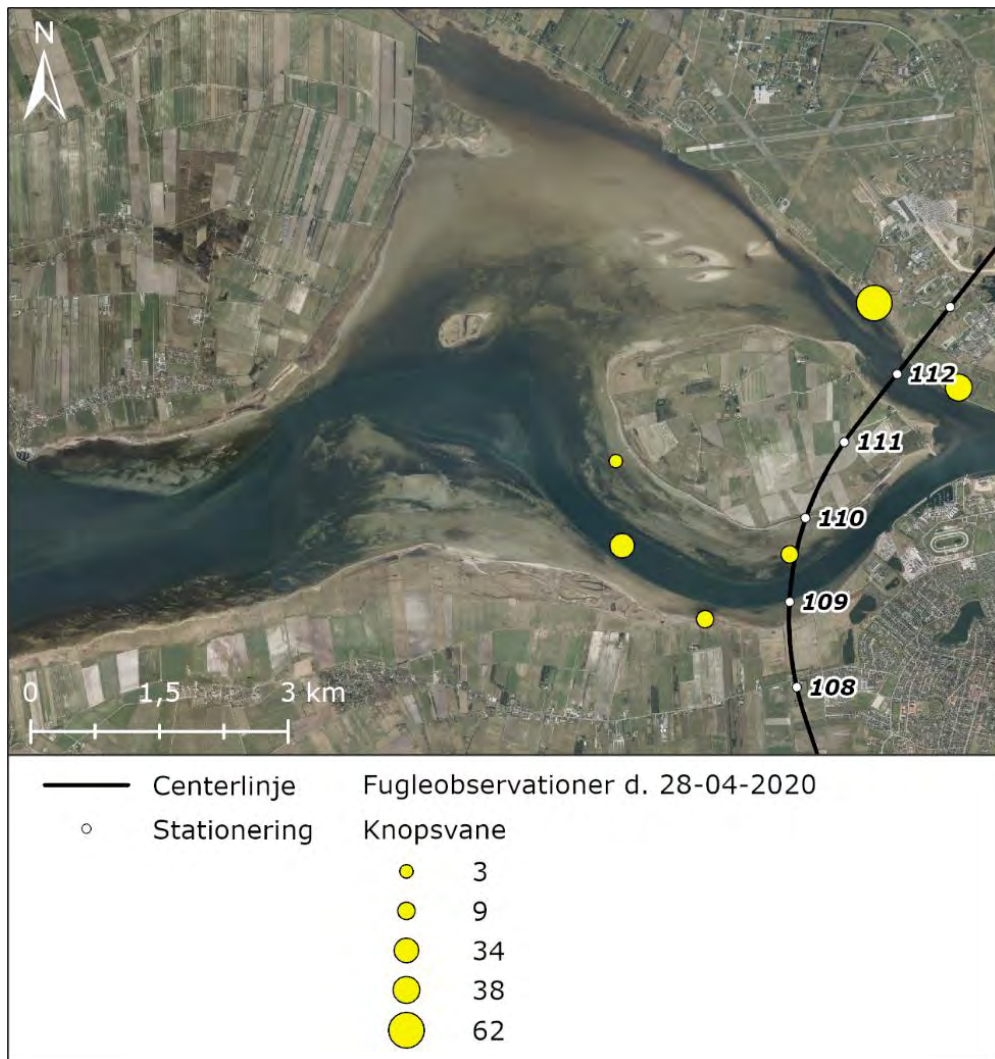 N
112
111
110
109
108
0 1,5 3 km
Centerlinje Fugleobservationer d. 28-04-2020
Stationering Knopsvane
3
9
34
38
62